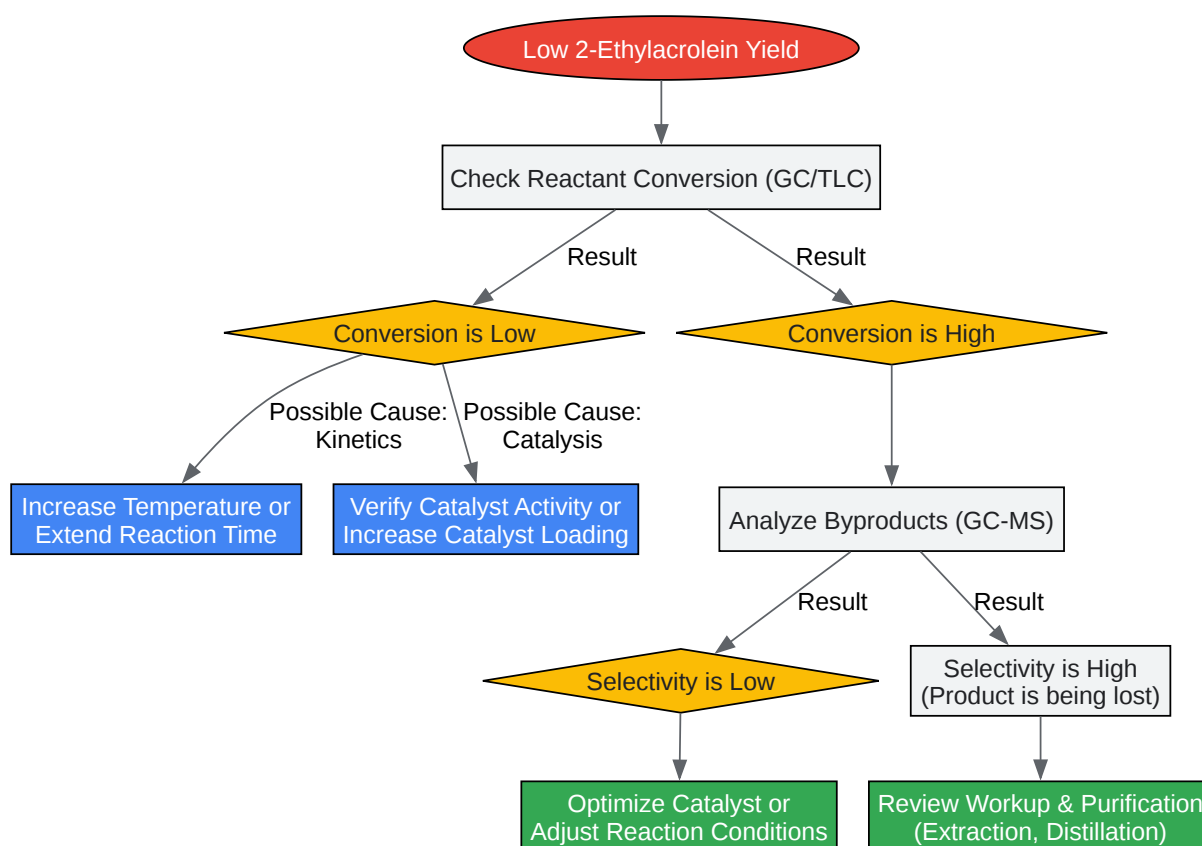 Low 2-Ethylacrolein Yield
Check Reactant Conversion (GC/TLC)
Result
Result
Conversion is Low
Conversion is High
Possible Cause:
Kinetics
Possible Cause:
Catalysis
Increase Temperature or
Extend Reaction Time
Verify Catalyst Activity or
Increase Catalyst Loading
Analyze Byproducts (GC-MS)
Result
Result
Selectivity is Low
Selectivity is High
(Product is being lost)
Optimize Catalyst or
Adjust Reaction Conditions
Review Workup & Purification
(Extraction, Distillation)